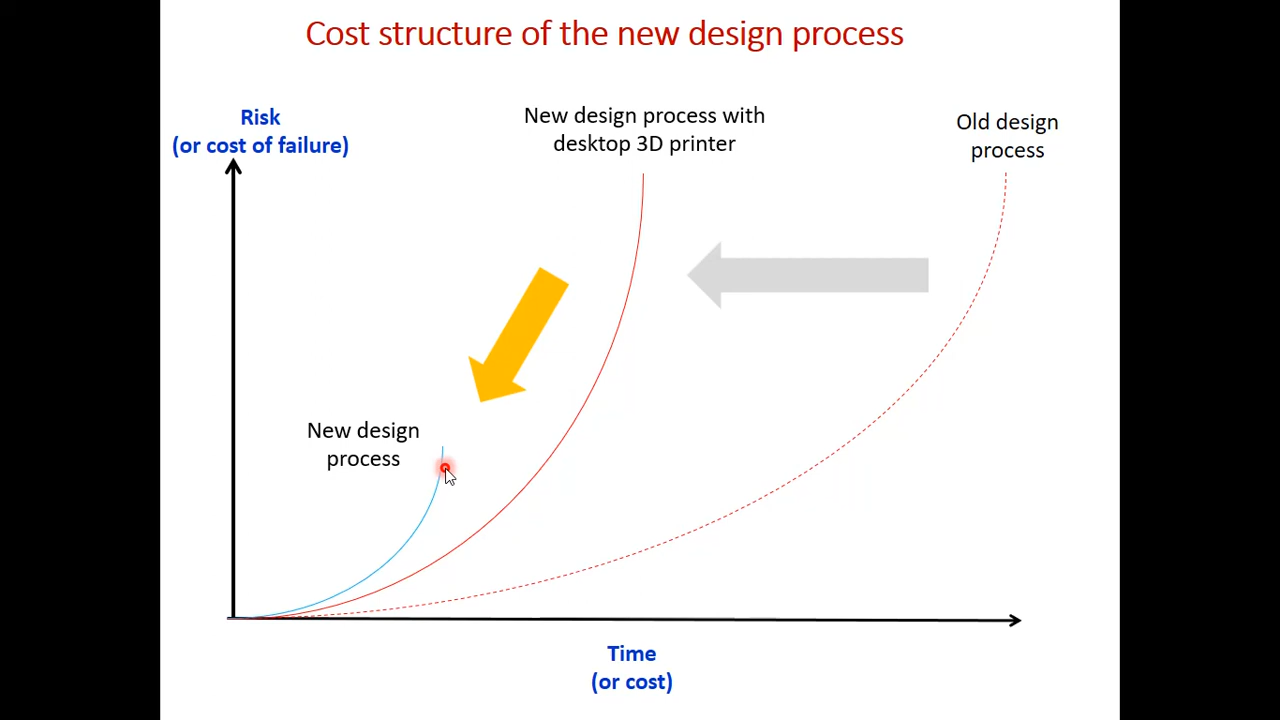 Cost structure of the new design process
Risk
(or cost of failure)
New design process with
desktop 3D printer
Old design
process
New design
process
Time
(or cost)